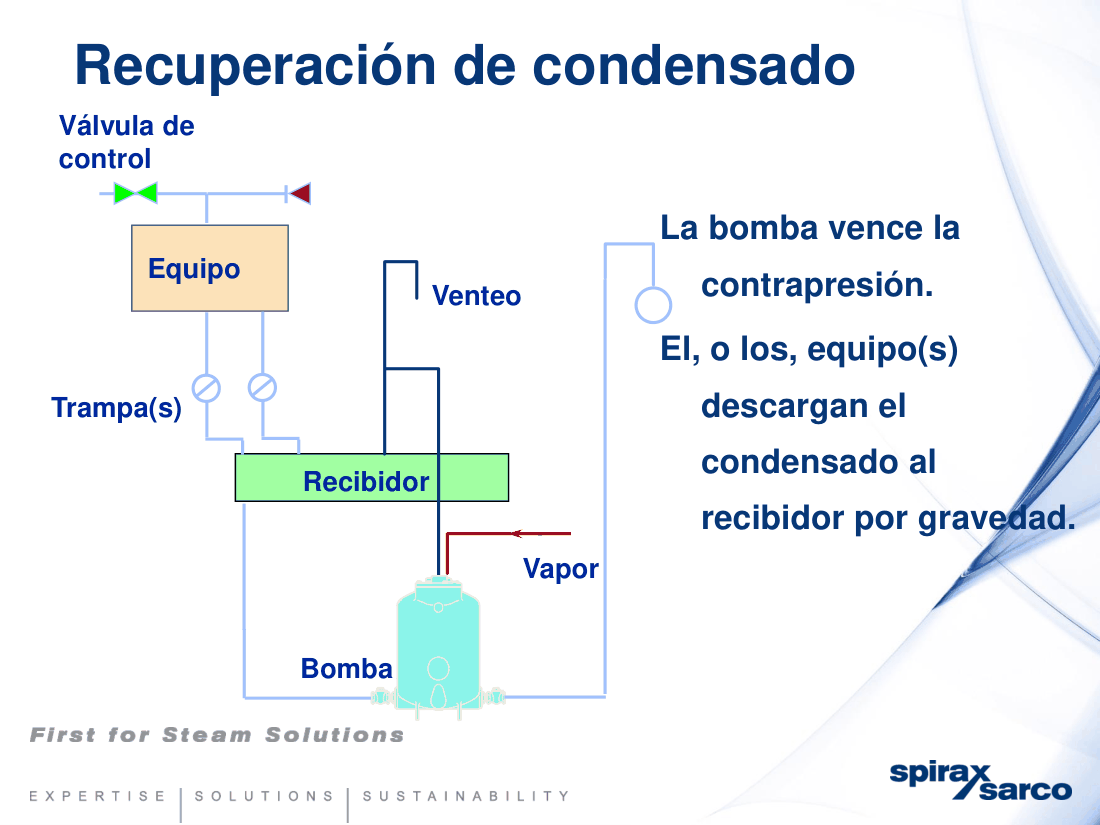 Recuperación de condensado
Válvula de
control
Equipo
Venteo
Trampa(s)
Recibidor
Vapor
Bomba
La bomba vence la
contrapresión.
El, o los, equipo(s)
descargan el
condensado al
recibidor por gravedad.
First for Steam Solutions
EXPERTISE SOLUTIONS SUSTAINABILITY
spirax
sarco